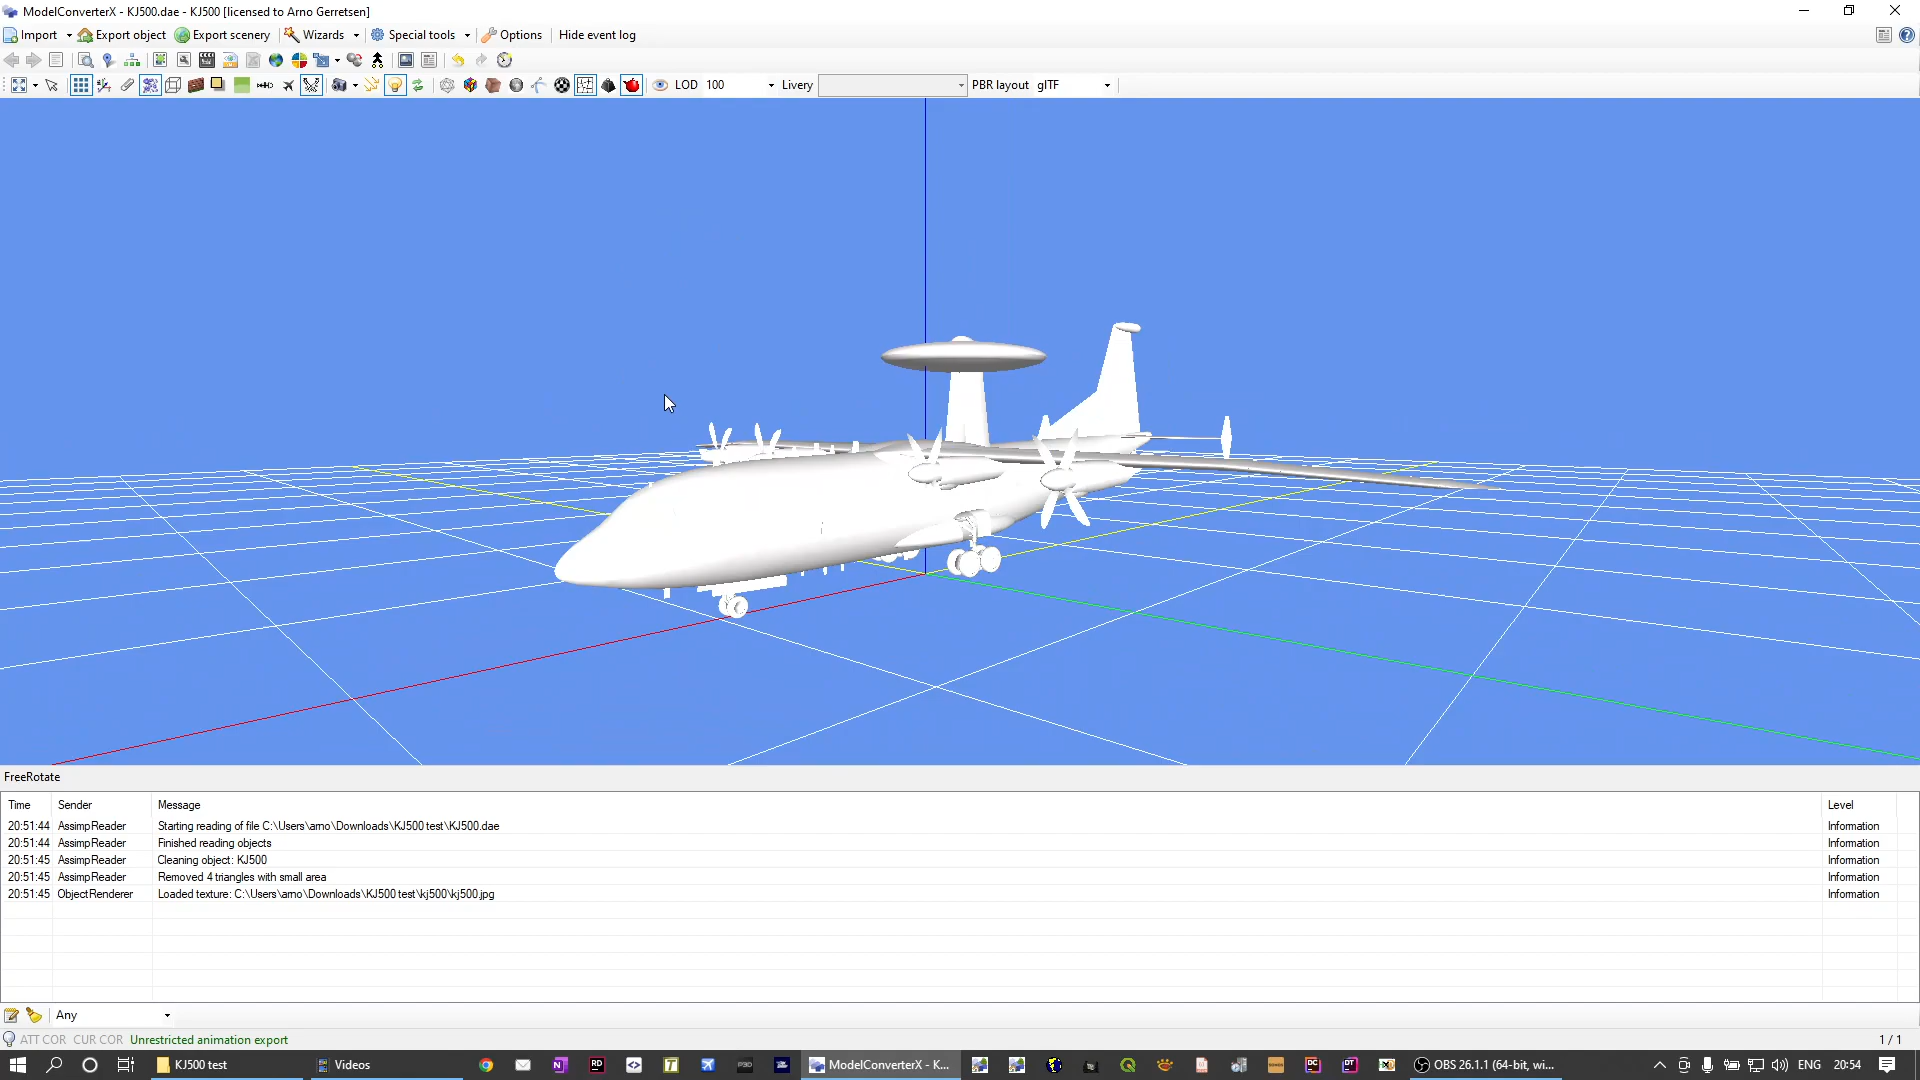 ModelConverterX - KJ500.dae - KJ500 [licensed to Arno Gerretsen]
Import Export object Export scenery Wizards Special tools Options Hide event log
LOD 100 Livery PBR layout glTF
FreeRotate
Time Sender Message Level
20:51:44 AssimpReader Starting reading of file C:\Users\arno\Downloads\KJ500 test\KJ500.dae Information
20:51:44 AssimpReader Finished reading objects Information
20:51:45 AssimpReader Cleaning object: KJ500 Information
20:51:45 AssimpReader Removed 4 triangles with small area Information
20:51:45 ObjectRenderer Loaded texture: C:\Users\arno\Downloads\KJ500 test\kj500\kj500.jpg Information
Any
ATT COR CUR COR Unrestricted animation export 1 / 1
KJ500 test Videos N RD T P3D ModelConverterX - K... DC DT OBS 26.1.1 (64-bit, wi... ENG 20:54